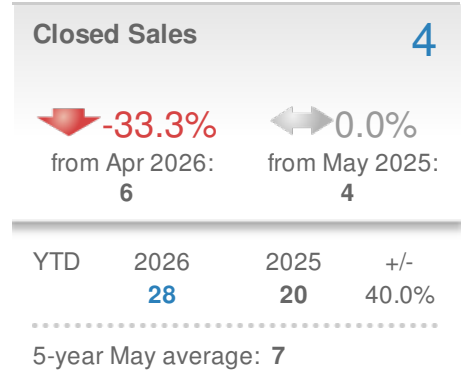 Closed Sales 4
-33.3% 0.0%
from Apr 2026: from May 2025:
6 4
YTD 2026 2025 +/-
28 20 40.0%
5-year May average: 7